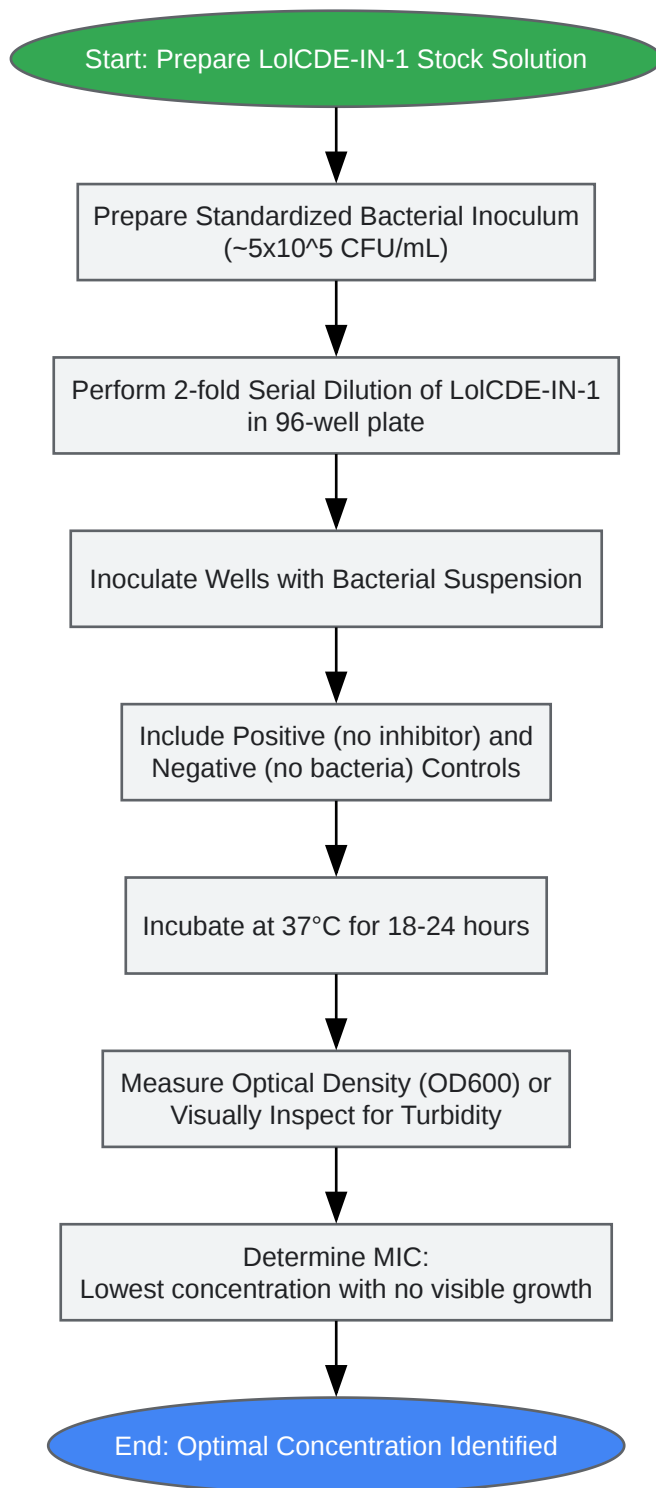 Start: Prepare LolCDE-IN-1 Stock Solution
Prepare Standardized Bacterial Inoculum
(~5x10^5 CFU/mL)
Perform 2-fold Serial Dilution of LolCDE-IN-1
in 96-well plate
Inoculate Wells with Bacterial Suspension
Include Positive (no inhibitor) and
Negative (no bacteria) Controls
Incubate at 37°C for 18-24 hours
Measure Optical Density (OD600) or
Visually Inspect for Turbidity
Determine MIC:
Lowest concentration with no visible growth
End: Optimal Concentration Identified